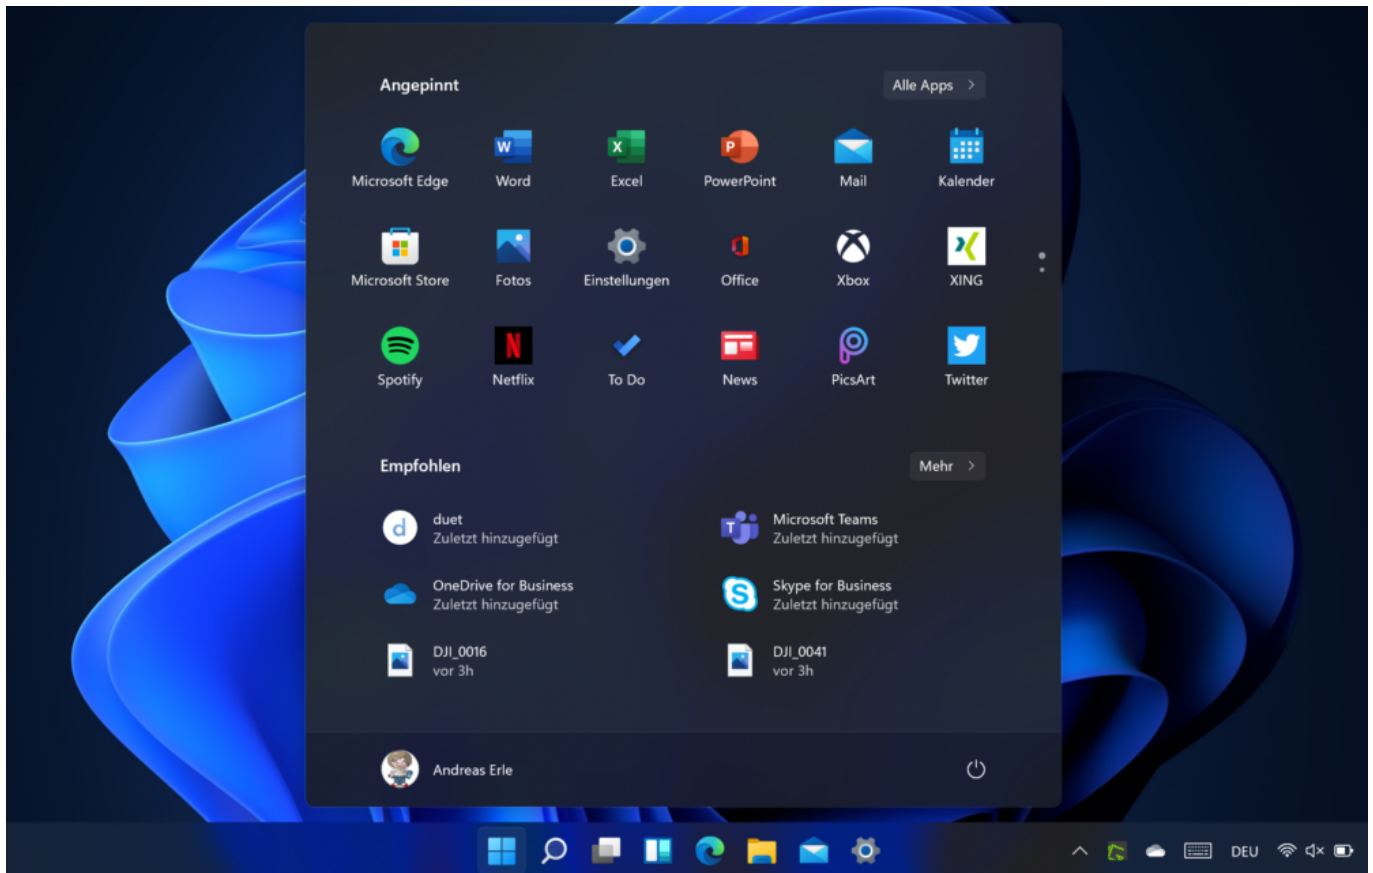 Angepinnt
Alle Apps
Microsoft Edge Word Excel PowerPoint Mail Kalender
Microsoft Store Fotos Einstellungen Office Xbox XING
Spotify Netflix To Do News PicsArt Twitter
Empfohlen
Mehr
duet
Zuletzt hinzugefügt
Microsoft Teams
Zuletzt hinzugefügt
OneDrive for Business
Zuletzt hinzugefügt
Skype for Business
Zuletzt hinzugefügt
DJI_0016
vor 3h
DJI_0041
vor 3h
Andreas Erle
DEU